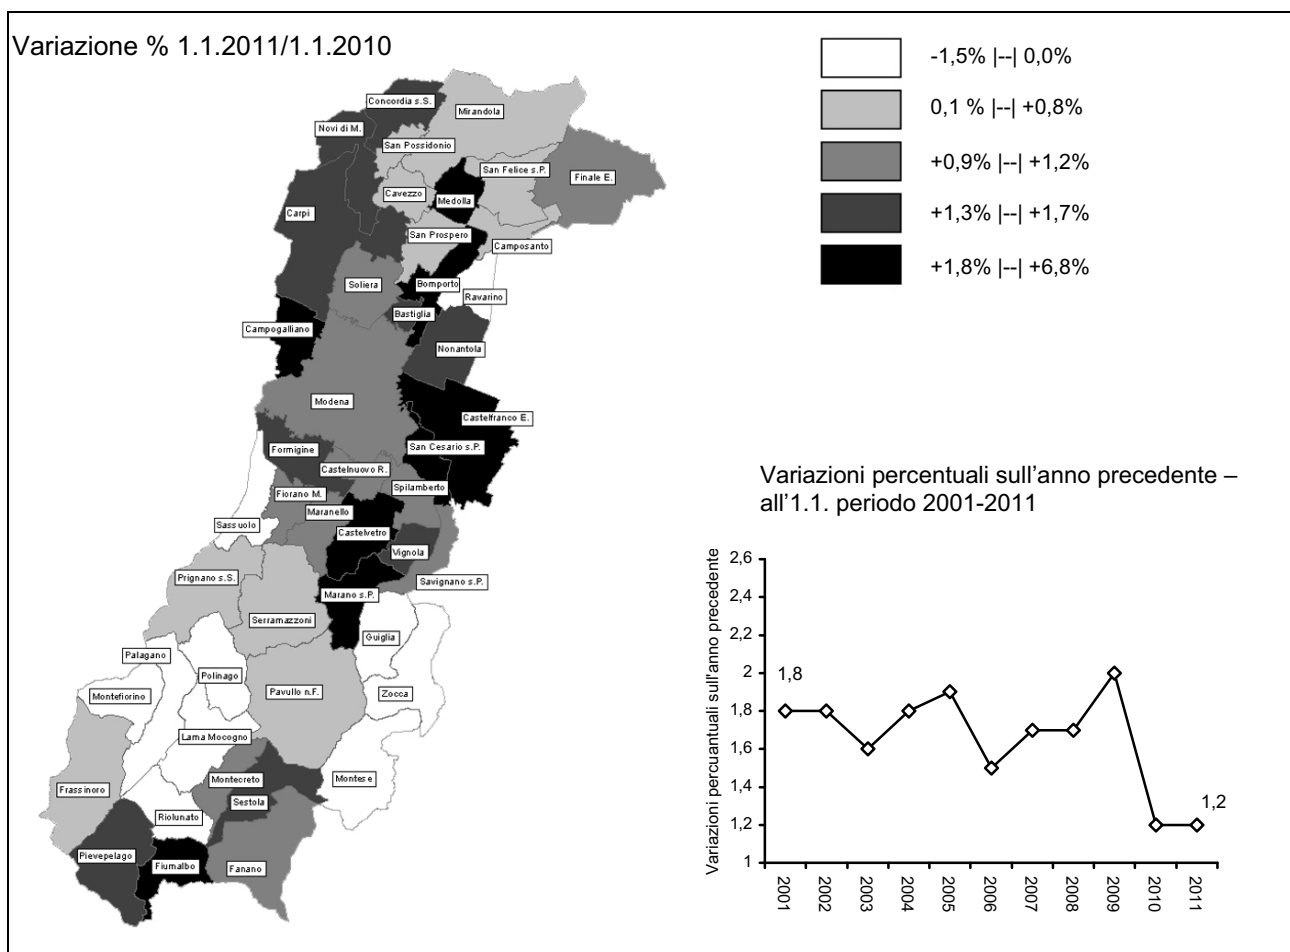 Variazione % 1.1.2011/1.1.2010
-1,5% |--| 0,0%
0,1 % |--| +0,8%
+0,9% |--| +1,2%
+1,3% |--| +1,7%
+1,8% |--| +6,8%
Concordia s.S.
Mirandola
Novi di M.
San Possidonio
San Felice s.P.
Finale E.
Cavezzo
Medolla
Carpi
San Prospero
Camposanto
Soliera
Bomporto
Ravarino
Bastiglia
Campogalliano
Nonantola
Modena
Castelfranco E.
Formigine
San Cesario s.P.
Castelnuovo R.
Spilamberto
Fiorano M.
Maranello
Sassuolo
Castelvetro
Vignola
Prignano s.S.
Savignano s.P.
Marano s.P.
Serramazzoni
Guiglia
Palagano
Polinago
Montefiorino
Pavullo n.F.
Zocca
Lama Mocogno
Montecreto
Montese
Frassinoro
Sestola
Riolunato
Pievepelago
Fiumalbo
Fanano
Variazioni percentuali sull'anno precedente –
all'1.1. periodo 2001-2011
Variazioni percuantuali sull'anno precedente
2,6
2,4
2,2
2
1,8
1,6
1,4
1,2
1
1,8
1,2
2001
2002
2003
2004
2005
2006
2007
2008
2009
2010
2011